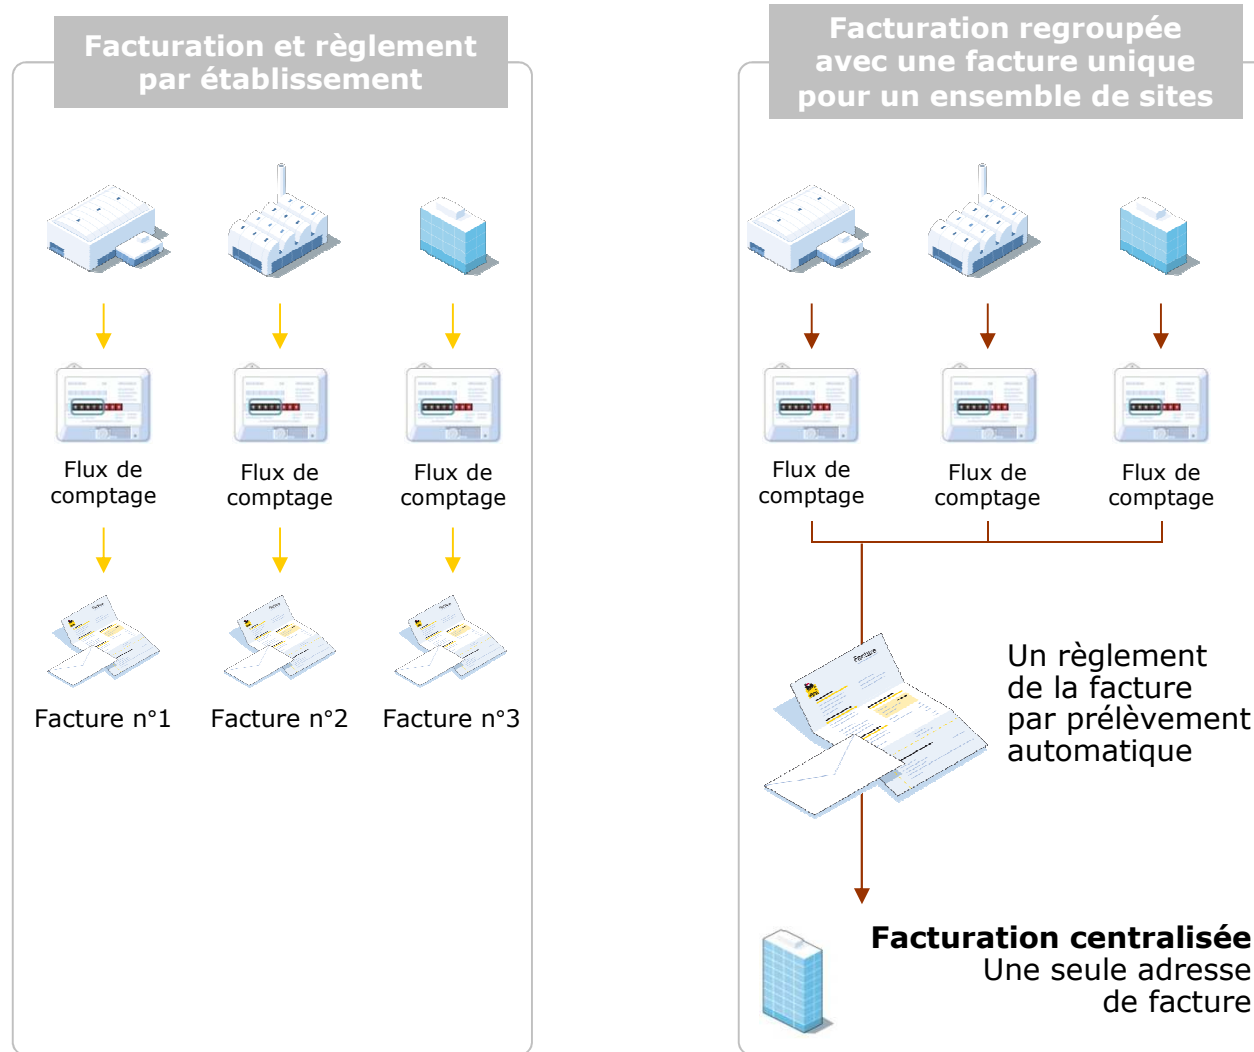 Facturation et règlement
par établissement
Flux de
comptage
Flux de
comptage
Flux de
comptage
Facture n°1
Facture n°2
Facture n°3
Facturation regroupée
avec une facture unique
pour un ensemble de sites
Flux de
comptage
Flux de
comptage
Flux de
comptage
Facture
Un règlement
de la facture
par prélèvement
automatique
Facturation centralisée
Une seule adresse
de facture